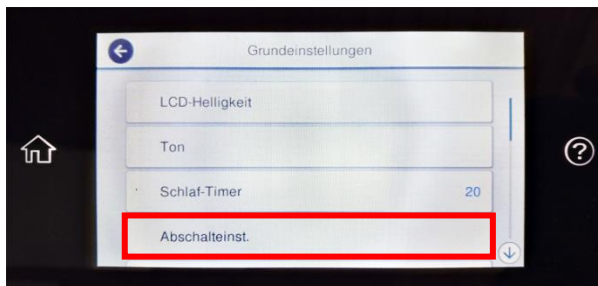 Grundeinstellungen
LCD-Helligkeit
Ton
Schlaf-Timer 20
Abschalteinst.